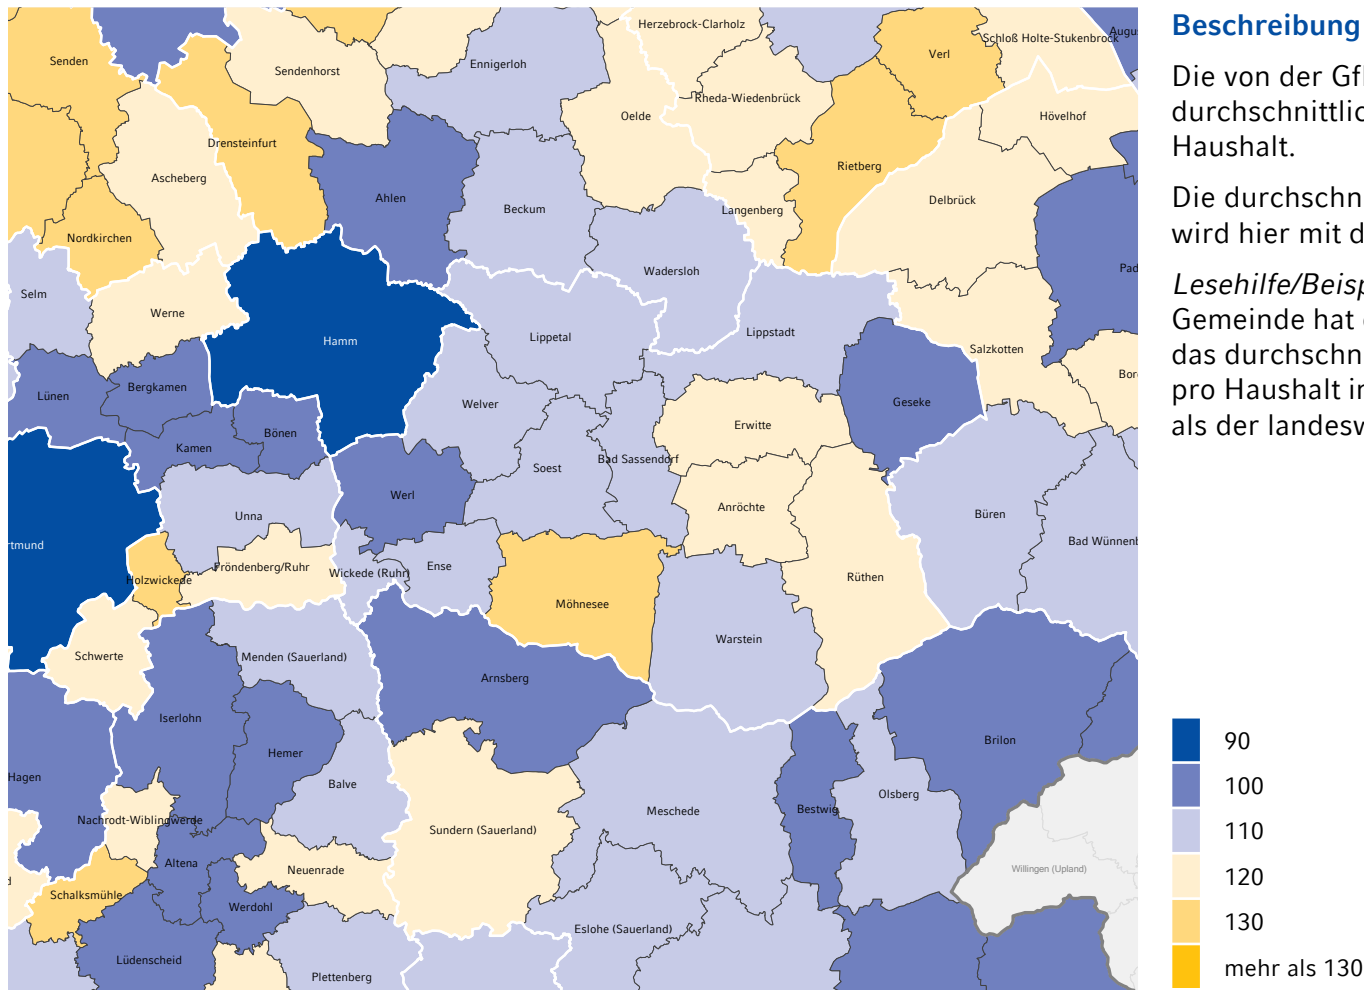 Senden
Sendenhorst
Ennigerloh
Herzebrock-Clarholz
Verl
Schloß Holte-Stukenbrock
Oelde
Rheda-Wiedenbrück
Hövelhof
Drensteinfurt
Ascheberg
Ahlen
Beckum
Rietberg
Langenberg
Delbrück
Nordkirchen
Selm
Werne
Hamm
Wadersloh
Lippetal
Lippstadt
Salzkotten
Lünen
Bergkamen
Welver
Geseke
Kamen
Bönen
Erwitte
Soest
Bad Sassendorf
Werl
Anröchte
Unna
Büren
Holzwickede
Fröndenberg/Ruhr
Wickede (Ruhr)
Ense
Möhnesee
Rüthen
Warstein
Schwerte
Menden (Sauerland)
Arnsberg
Iserlohn
Hemer
Brilon
Hagen
Balve
Nachrodt-Wiblingwerde
Sundern (Sauerland)
Meschede
Bestwig
Olsberg
Altena
Neuenrade
Willingen (Upland)
Schalksmühle
Werdohl
Eslohe (Sauerland)
Lüdenscheid
Plettenberg
Beschreibung
Die von der Gf
durchschnittlic
Haushalt.
Die durchschn
wird hier mit d
Lesehilfe/Beisp
Gemeinde hat
das durchschn
pro Haushalt i
als der landesw
90
100
110
120
130
mehr als 130